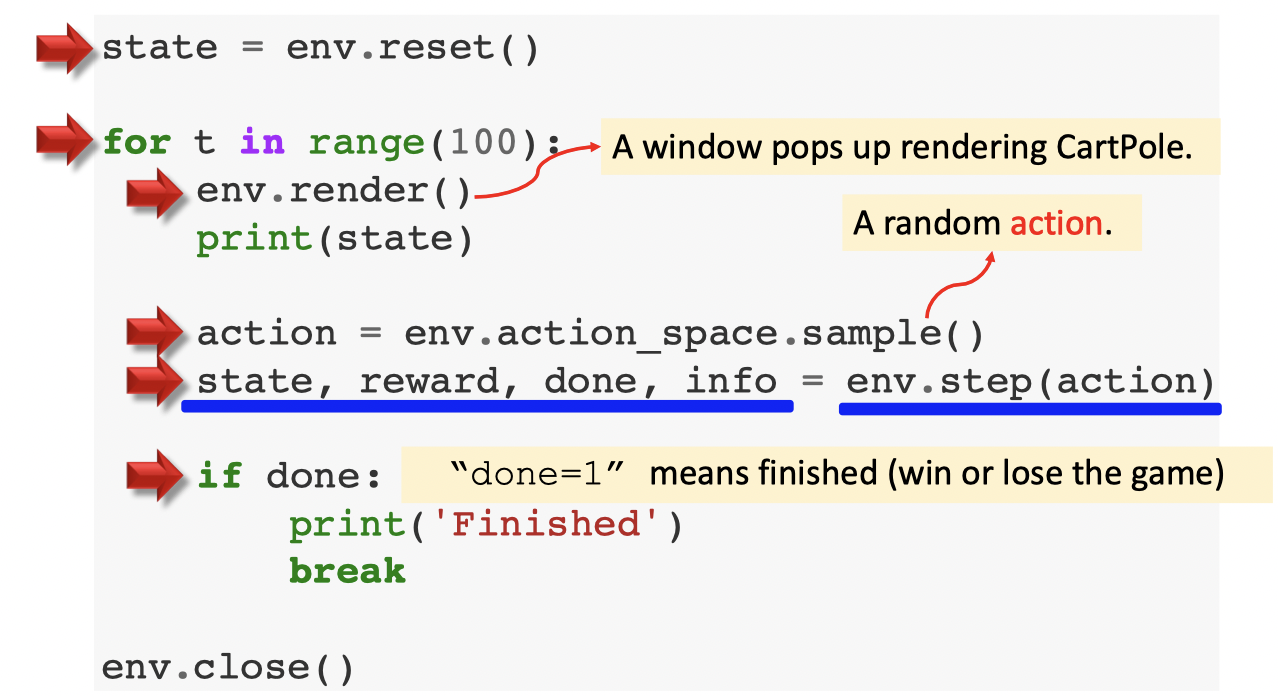 state = env.reset()
for t in range(100):
A window pops up rendering CartPole.
env.render()
print(state)
A random action.
action = env.action_space.sample()
state, reward, done, info = env.step(action)
if done:
“done=1” means finished (win or lose the game)
print('Finished')
break
env.close()